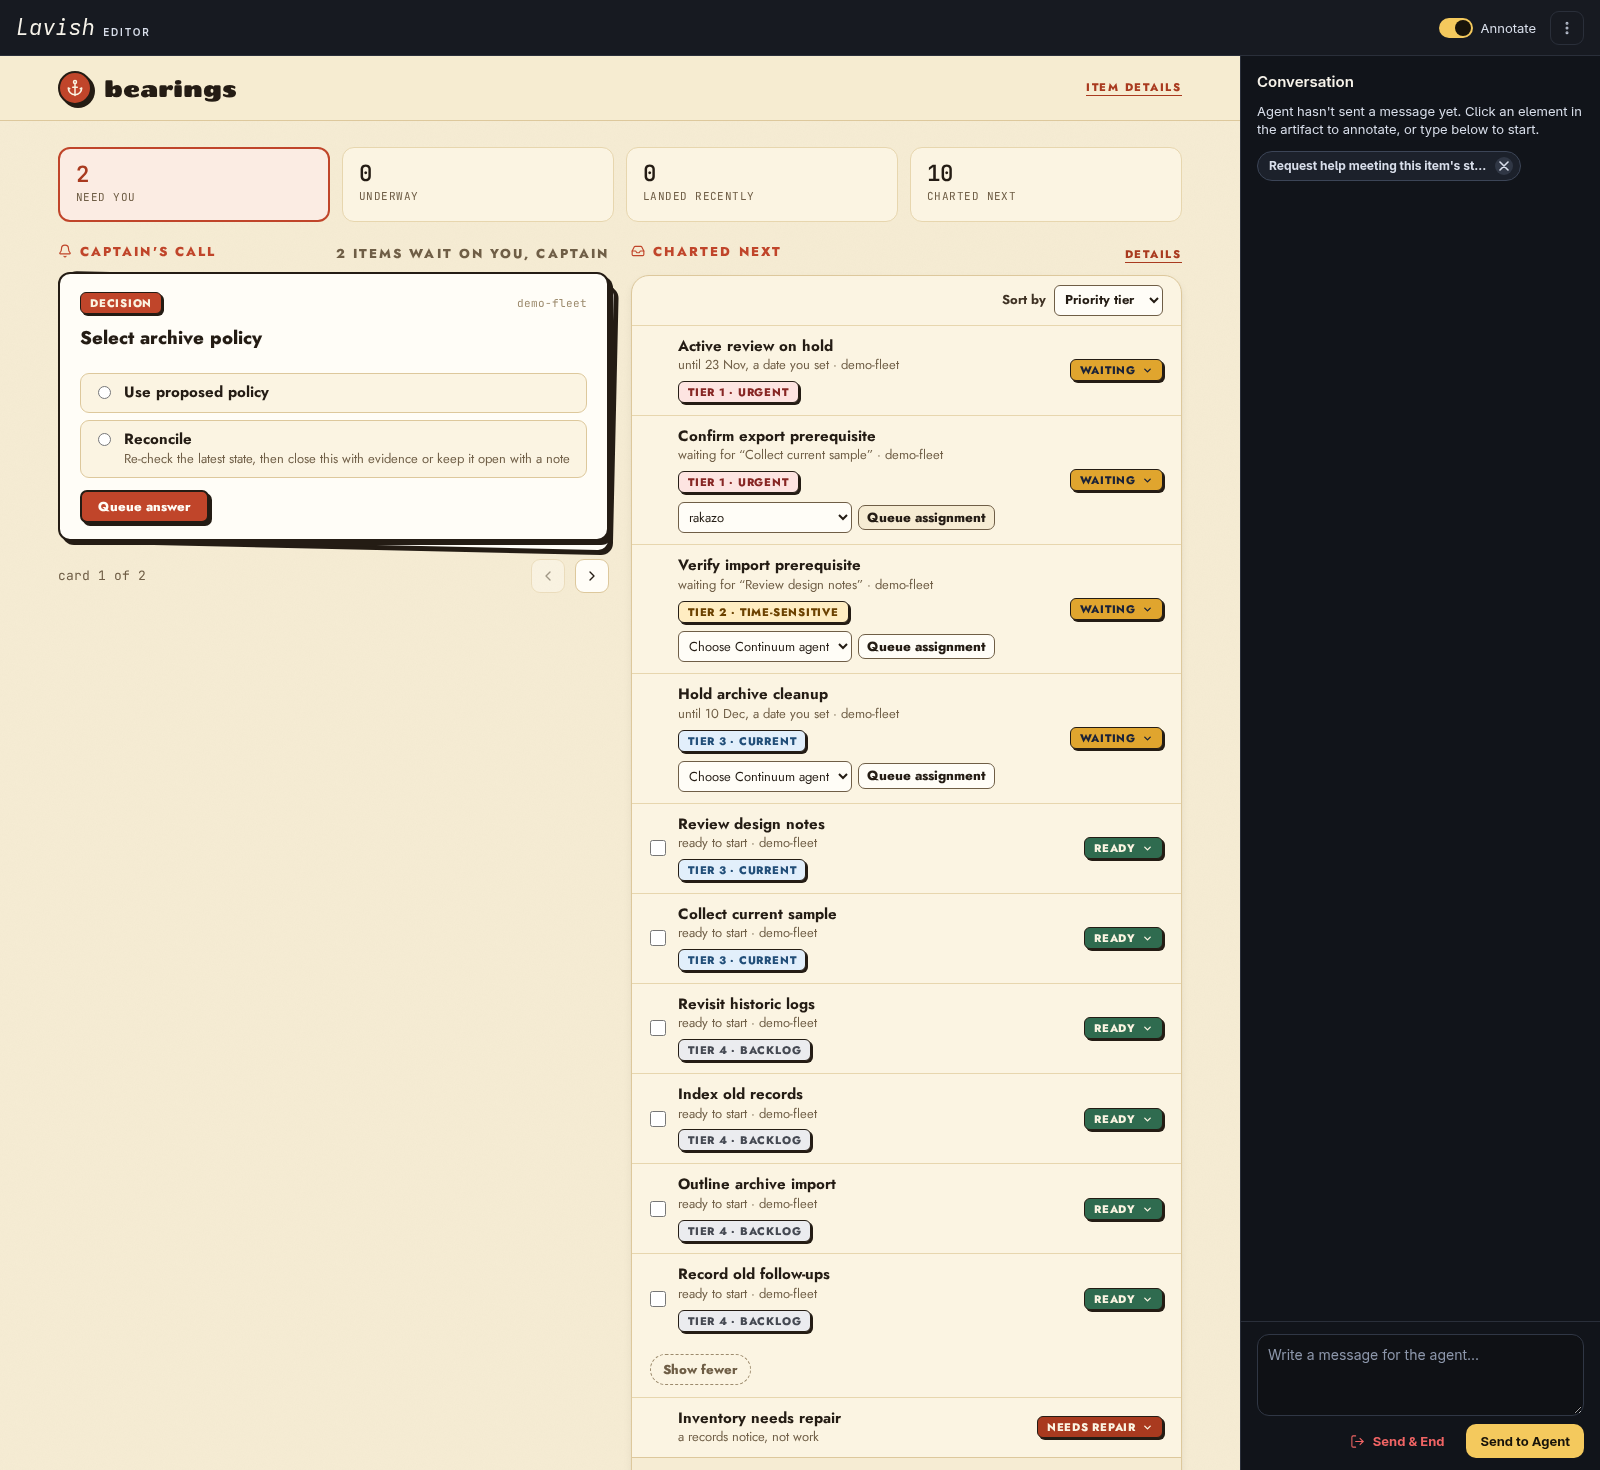 Lavish EDITOR
Annotate
bearings
ITEM DETAILS
2
NEED YOU
0
UNDERWAY
0
LANDED RECENTLY
10
CHARTED NEXT
CAPTAIN'S CALL
2 ITEMS WAIT ON YOU, CAPTAIN
DECISION
demo-fleet
Select archive policy
Use proposed policy
Reconcile
Re-check the latest state, then close this with evidence or keep it open with a note
Queue answer
card 1 of 2
CHARTED NEXT
DETAILS
Sort by Priority tier
Active review on hold
until 23 Nov, a date you set · demo-fleet
TIER 1 · URGENT
WAITING
Confirm export prerequisite
waiting for “Collect current sample” · demo-fleet
TIER 1 · URGENT
WAITING
rakazo
Queue assignment
Verify import prerequisite
waiting for “Review design notes” · demo-fleet
TIER 2 · TIME-SENSITIVE
WAITING
Choose Continuum agent
Queue assignment
Hold archive cleanup
until 10 Dec, a date you set · demo-fleet
TIER 3 · CURRENT
WAITING
Choose Continuum agent
Queue assignment
Review design notes
ready to start · demo-fleet
TIER 3 · CURRENT
READY
Collect current sample
ready to start · demo-fleet
TIER 3 · CURRENT
READY
Revisit historic logs
ready to start · demo-fleet
TIER 4 · BACKLOG
READY
Index old records
ready to start · demo-fleet
TIER 4 · BACKLOG
READY
Outline archive import
ready to start · demo-fleet
TIER 4 · BACKLOG
READY
Record old follow-ups
ready to start · demo-fleet
TIER 4 · BACKLOG
READY
Show fewer
Inventory needs repair
a records notice, not work
NEEDS REPAIR
Conversation
Agent hasn't sent a message yet. Click an element in
the artifact to annotate, or type below to start.
Request help meeting this item's st...
Write a message for the agent...
Send & End
Send to Agent